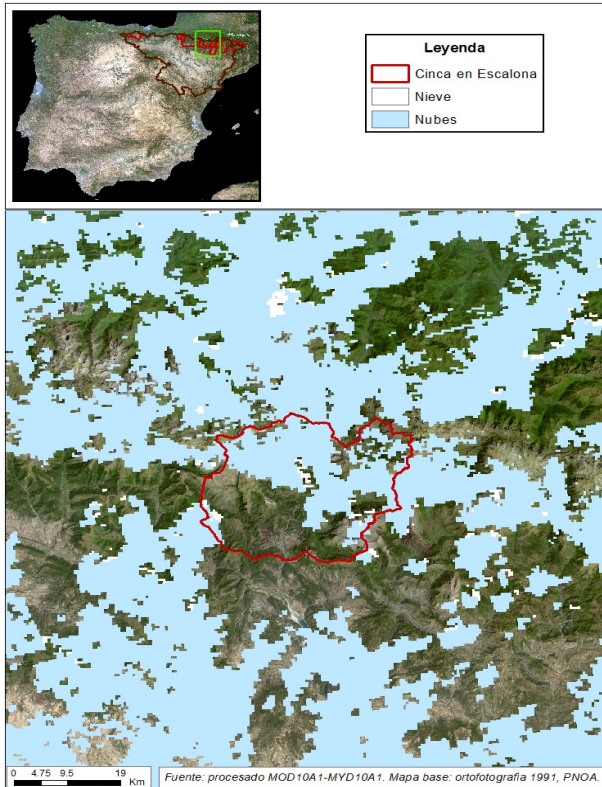 Leyenda
Cinca en Escalona
Nieve
Nubes
0 4.75 9.5 19
Km
Fuente: procesado MOD10A1-MYD10A1. Mapa base: ortofotografía 1991, PNOA.